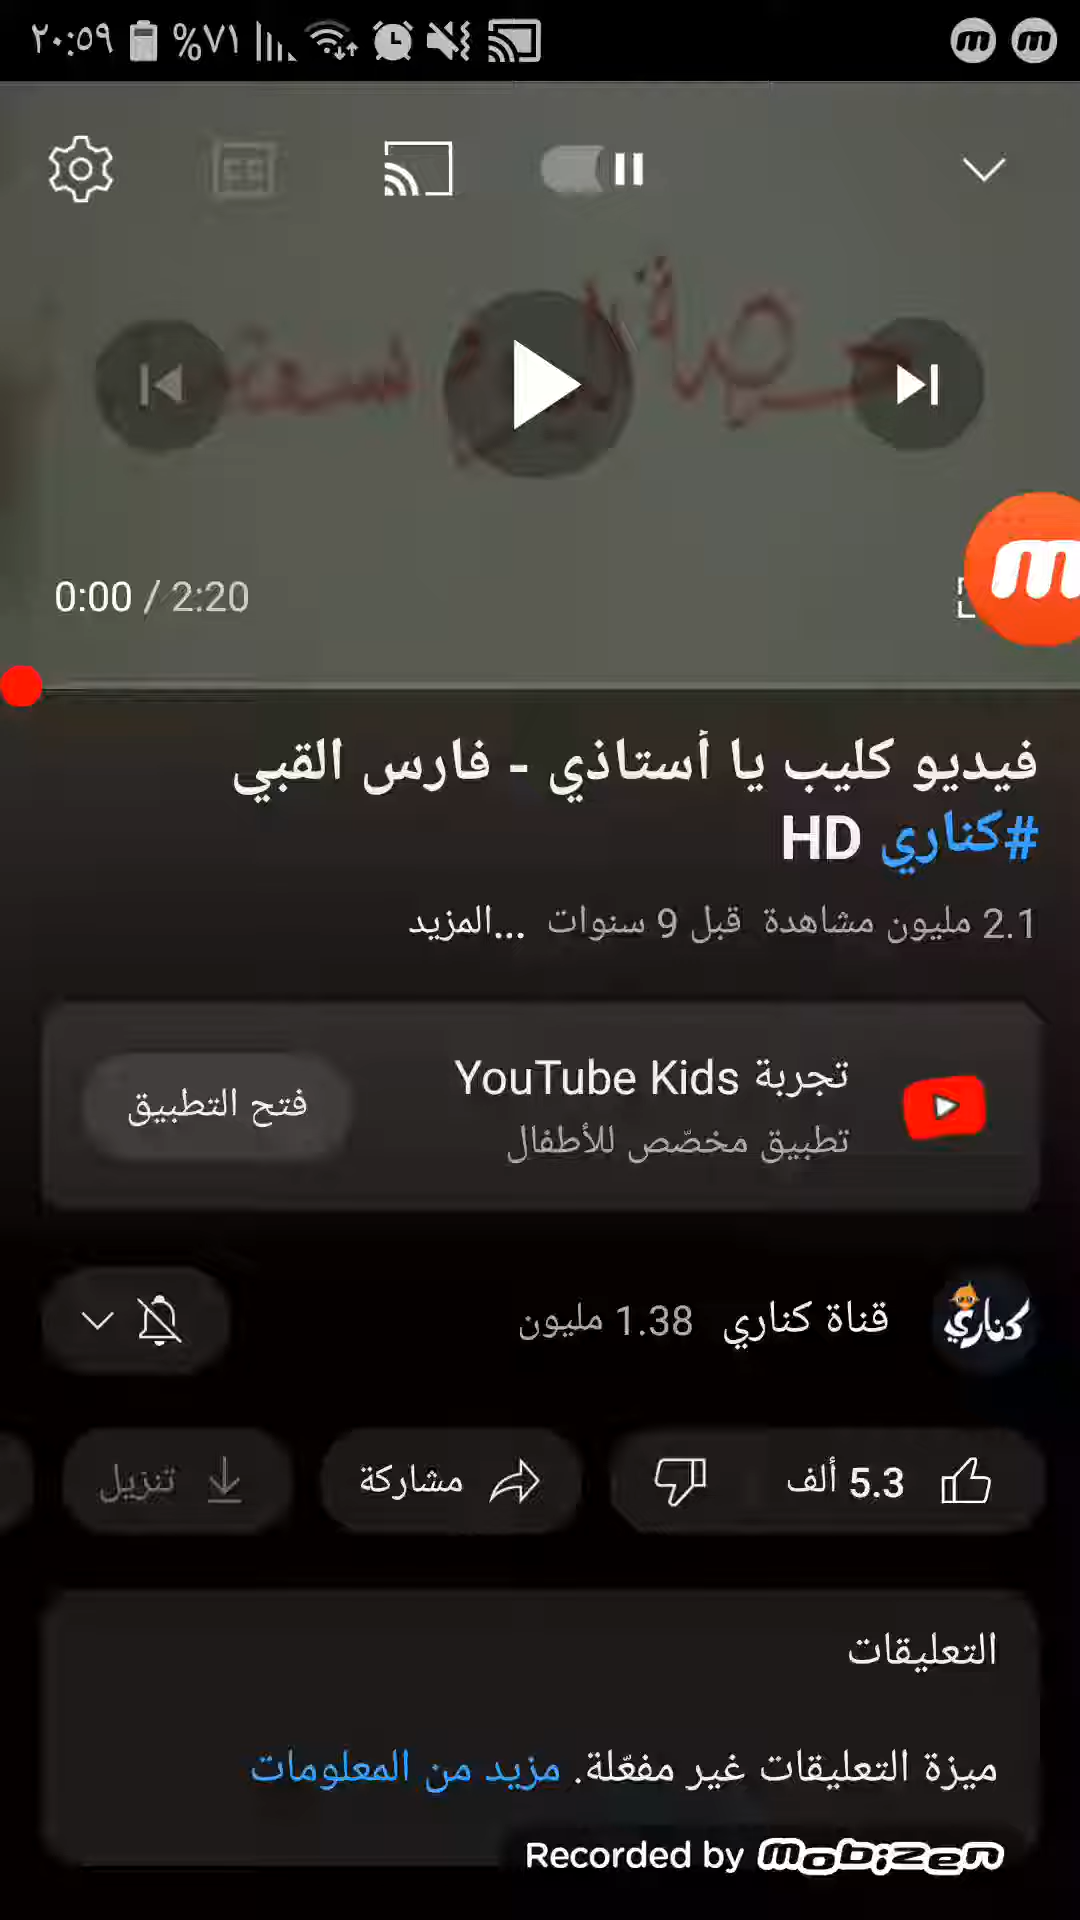 ٢٠:٥٩ %٧١
حصة الرسم
0:00 / 2:20
فيديو كليب يا أستاذي - فارس القبي
#كناري HD
2.1 مليون مشاهدة قبل 9 سنوات ...المزيد
تجربة YouTube Kids
تطبيق مخصّص للأطفال
فتح التطبيق
كناري
قناة كناري 1.38 مليون
5.3 ألف
مشاركة
تنزيل
التعليقات
ميزة التعليقات غير مفعّلة. مزيد من المعلومات
Recorded by mobizen